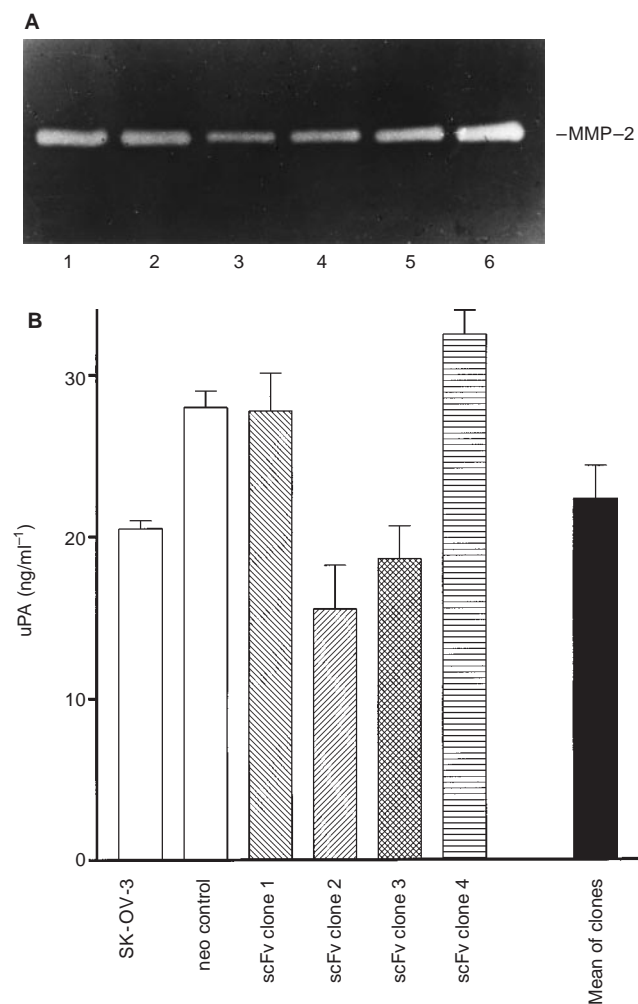 A
–MMP–2
1 2 3 4 5 6
B
30
20
10
0
uPA (ng/ml⁻¹)
SK-OV-3
neo control
scFv clone 1
scFv clone 2
scFv clone 3
scFv clone 4
Mean of clones